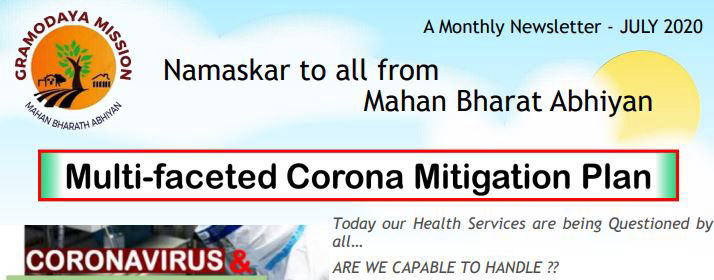 GRAMODAYA MISSION
MAHAN BHARATH ABHIYAN
A Monthly Newsletter - JULY 2020
Namaskar to all from
Mahan Bharat Abhiyan
Multi-faceted Corona Mitigation Plan
Today our Health Services are being Questioned by
all...
ARE WE CAPABLE TO HANDLE ??
CORONAVIRUS &